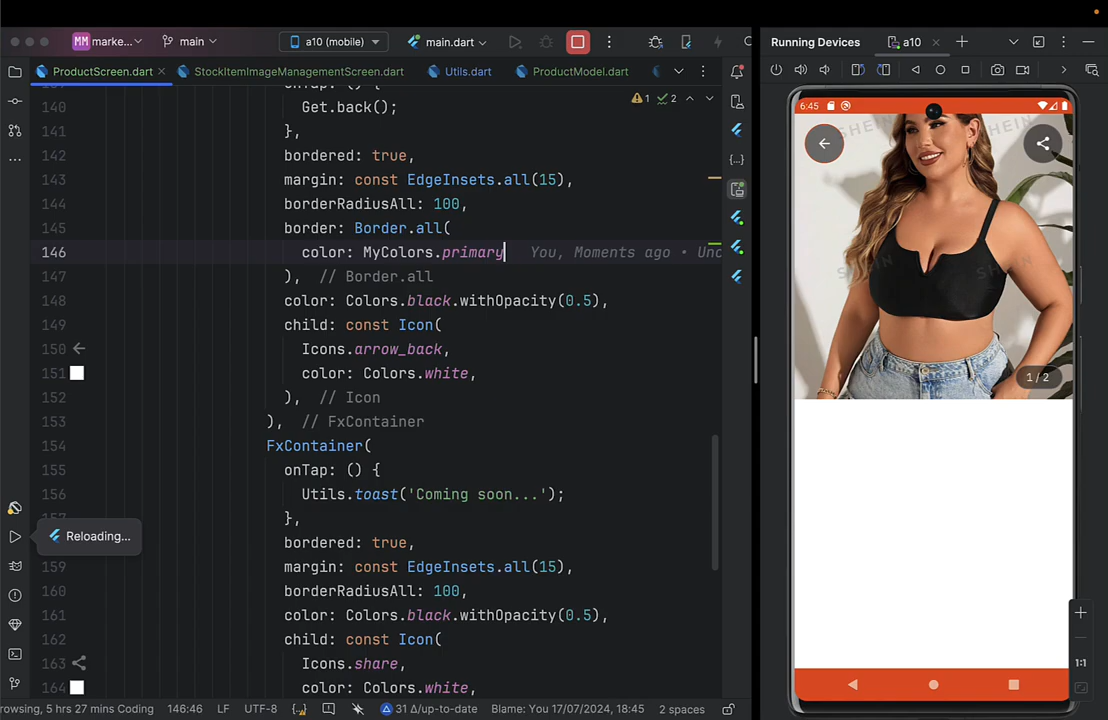 MM marke...
main
a10 (mobile)
main.dart
Running Devices
a10
ProductScreen.dart
StockItemImageManagementScreen.dart
Utils.dart
ProductModel.dart
1 2
140 Get.back();
141 },
142 bordered: true,
143 margin: const EdgeInsets.all(15),
144 borderRadiusAll: 100,
145 border: Border.all(
146 color: MyColors.primary You, Moments ago • Unc
147 ), // Border.all
148 color: Colors.black.withOpacity(0.5),
149 child: const Icon(
150 Icons.arrow_back,
151 color: Colors.white,
152 ), // Icon
153 ), // FxContainer
154 FxContainer(
155 onTap: () {
156 Utils.toast('Coming soon...');
},
Reloading...
bordered: true,
159 margin: const EdgeInsets.all(15),
160 borderRadiusAll: 100,
161 color: Colors.black.withOpacity(0.5),
162 child: const Icon(
163 Icons.share,
164 color: Colors.white,
rowsing, 5 hrs 27 mins Coding
146:46
LF
UTF-8
31 Δ/up-to-date
Blame: You 17/07/2024, 18:45
2 spaces
6:45
SHEIN
SHEIN
SHEIN
1 / 2
1:1